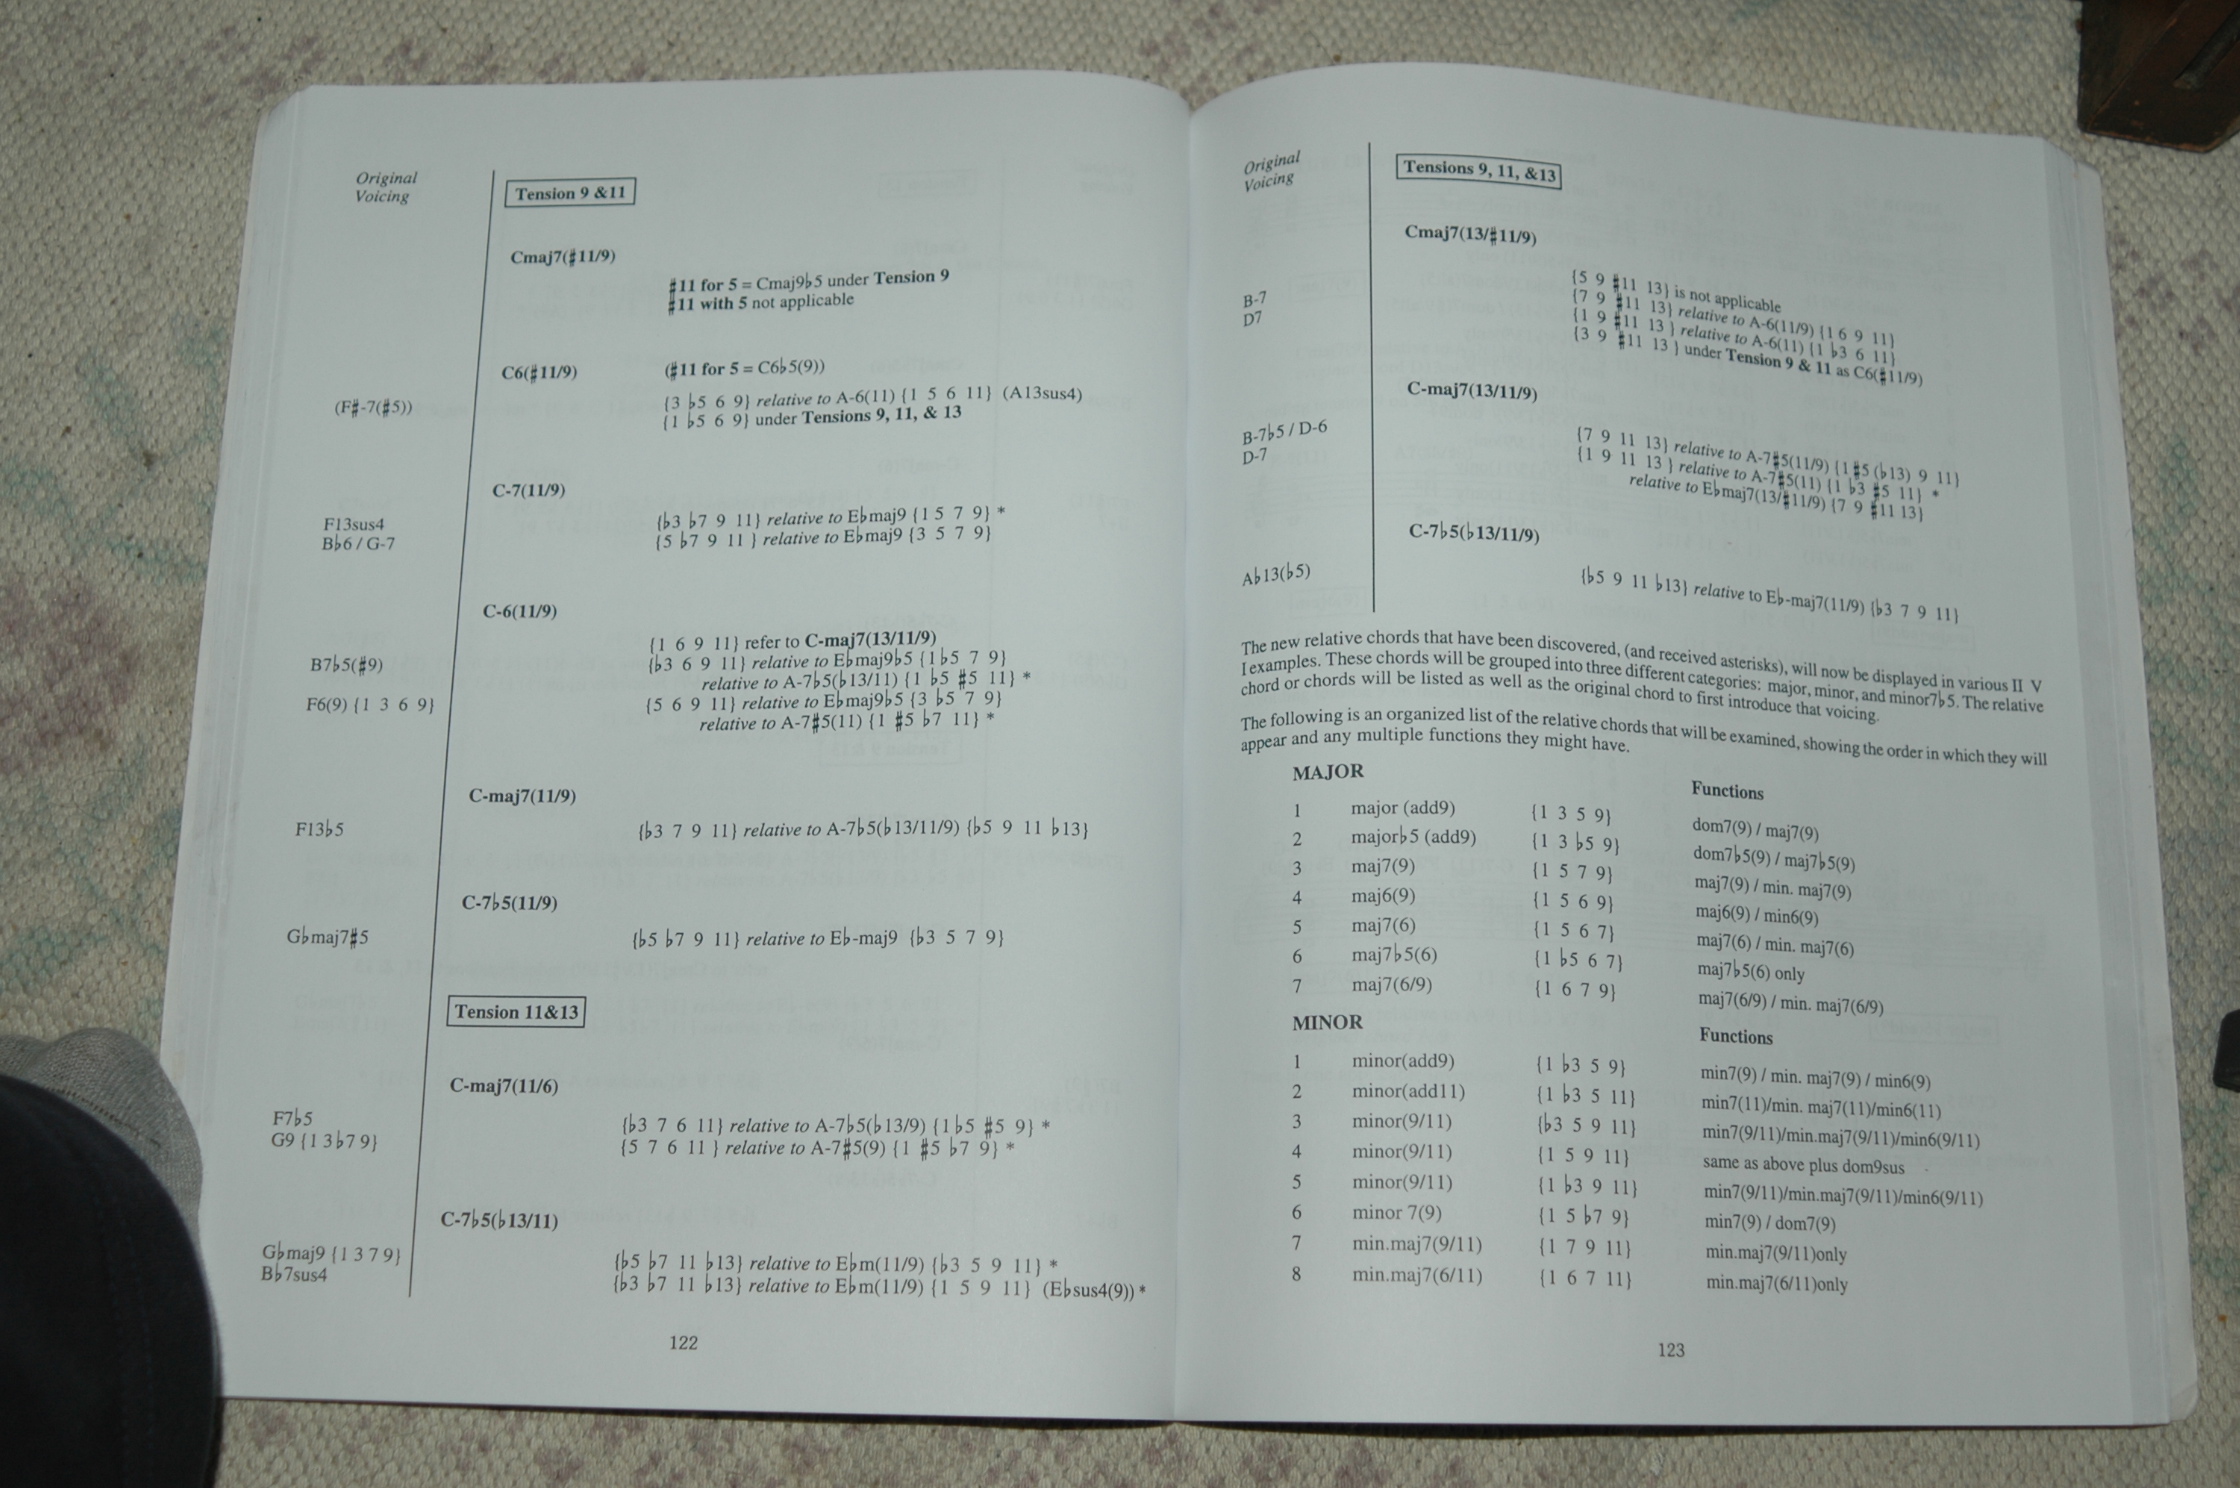 Original
Voicing
Tension 9 &11
Cmaj7(♯11/9)
♯11 for 5 = Cmaj9♭5 under Tension 9
♯11 with 5 not applicable
C6(♯11/9)
(♯11 for 5 = C6♭5(9))
(F♯-7(♯5))
{3 ♭5 6 9} relative to A-6(11) {1 5 6 11} (A13sus4)
{1 ♭5 6 9} under Tensions 9, 11, & 13
C-7(11/9)
F13sus4
{♭3 ♭7 9 11} relative to E♭maj9 {1 5 7 9} *
B♭6 / G-7
{5 ♭7 9 11 } relative to E♭maj9 {3 5 7 9}
C-6(11/9)
{1 6 9 11} refer to C-maj7(13/11/9)
B7♭5(♯9)
{♭3 6 9 11} relative to E♭maj9♭5 {1 ♭5 7 9}
relative to A-7♭5(♭13/11) {1 ♭5 ♯5 11} *
F6(9) {1 3 6 9}
{5 6 9 11} relative to E♭maj9♭5 {3 ♭5 7 9}
relative to A-7♯5(11) {1 ♯5 ♭7 11} *
C-maj7(11/9)
F13♭5
{♭3 7 9 11} relative to A-7♭5(♭13/11/9) {♭5 9 11 ♭13}
C-7♭5(11/9)
G♭maj7♯5
{♭5 ♭7 9 11} relative to E♭-maj9 {♭3 5 7 9}
Tension 11&13
C-maj7(11/6)
F7♭5
{♭3 7 6 11} relative to A-7♭5(♭13/9) {1 ♭5 ♯5 9} *
G9 {1 3 ♭7 9}
{5 7 6 11 } relative to A-7♯5(9) {1 ♯5 ♭7 9} *
C-7♭5(♭13/11)
G♭maj9 {1 3 7 9}
{♭5 ♭7 11 ♭13} relative to E♭m(11/9) {♭3 5 9 11} *
B♭7sus4
{♭3 ♭7 11 ♭13} relative to E♭m(11/9) {1 5 9 11} (E♭sus4(9)) *
122
Original
Voicing
Tensions 9, 11, &13
Cmaj7(13/♯11/9)
{5 9 ♯11 13} is not applicable
B-7
{7 9 ♯11 13} relative to A-6(11/9) {1 6 9 11}
D7
{1 9 ♯11 13 } relative to A-6(11) {1 ♭3 6 11}
{3 9 ♯11 13 } under Tension 9 & 11 as C6(♯11/9)
C-maj7(13/11/9)
B-7♭5 / D-6
{7 9 11 13} relative to A-7♯5(11/9) {1 ♯5 (♭13) 9 11}
D-7
{1 9 11 13 } relative to A-7♯5(11) {1 ♭3 ♯5 11} *
relative to E♭maj7(13/♯11/9) {7 9 ♯11 13}
C-7♭5(♭13/11/9)
A♭13(♭5)
{♭5 9 11 ♭13} relative to E♭-maj7(11/9) {♭3 7 9 11}
The new relative chords that have been discovered, (and received asterisks), will now be displayed in various II V
I examples. These chords will be grouped into three different categories: major, minor, and minor7♭5. The relative
chord or chords will be listed as well as the original chord to first introduce that voicing.
The following is an organized list of the relative chords that will be examined, showing the order in which they will
appear and any multiple functions they might have.
MAJOR Functions
1 major (add9) {1 3 5 9} dom7(9) / maj7(9)
2 major♭5 (add9) {1 3 ♭5 9} dom7♭5(9) / maj7♭5(9)
3 maj7(9) {1 5 7 9} maj7(9) / min. maj7(9)
4 maj6(9) {1 5 6 9} maj6(9) / min6(9)
5 maj7(6) {1 5 6 7} maj7(6) / min. maj7(6)
6 maj7♭5(6) {1 ♭5 6 7} maj7♭5(6) only
7 maj7(6/9) {1 6 7 9} maj7(6/9) / min. maj7(6/9)
MINOR Functions
1 minor(add9) {1 ♭3 5 9} min7(9) / min. maj7(9) / min6(9)
2 minor(add11) {1 ♭3 5 11} min7(11)/min. maj7(11)/min6(11)
3 minor(9/11) {♭3 5 9 11} min7(9/11)/min.maj7(9/11)/min6(9/11)
4 minor(9/11) {1 5 9 11} same as above plus dom9sus
5 minor(9/11) {1 ♭3 9 11} min7(9/11)/min.maj7(9/11)/min6(9/11)
6 minor 7(9) {1 5 ♭7 9} min7(9) / dom7(9)
7 min.maj7(9/11) {1 7 9 11} min.maj7(9/11)only
8 min.maj7(6/11) {1 6 7 11} min.maj7(6/11)only
123